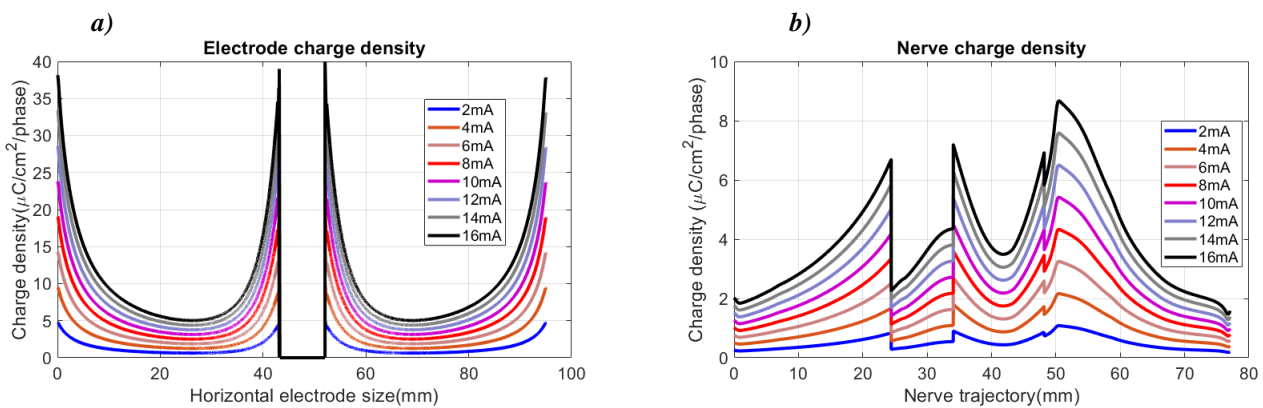 a)
Electrode charge density
Charge density(μC/cm²/phase)
40
35
30
25
20
15
10
5
0
0 20 40 60 80 100
Horizontal electrode size(mm)
2mA
4mA
6mA
8mA
10mA
12mA
14mA
16mA
b)
Nerve charge density
Charge density (μC/cm²/phase)
10
8
6
4
2
0
0 10 20 30 40 50 60 70 80
Nerve trajectory(mm)
2mA
4mA
6mA
8mA
10mA
12mA
14mA
16mA